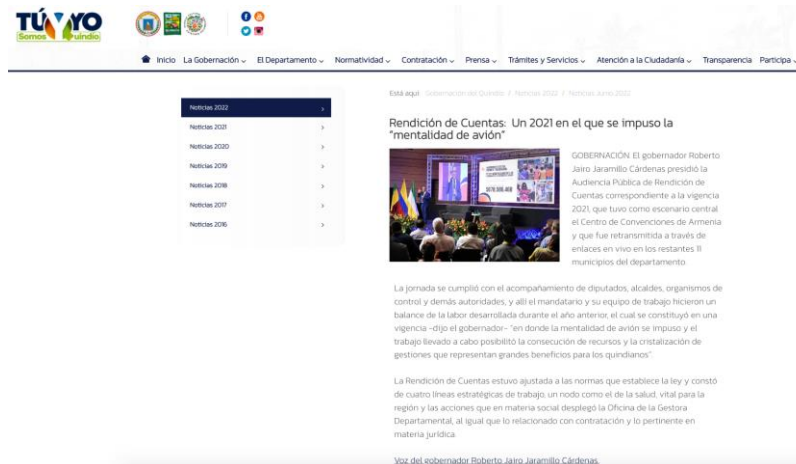 TÚ Y YO
Somos Quindío
Inicio La Gobernación El Departamento Normatividad Contratación Prensa Trámites y Servicios Atención a la Ciudadanía Transparencia Participa
Está aquí: Gobernación del Quindío / Noticias 2022 / Noticias Junio 2022
Noticias 2022
Noticias 2021
Noticias 2020
Noticias 2019
Noticias 2018
Noticias 2017
Noticias 2016
Rendición de Cuentas: Un 2021 en el que se impuso la
"mentalidad de avión"
GOBERNACIÓN. El gobernador Roberto
Jairo Jaramillo Cárdenas presidió la
Audiencia Pública de Rendición de
Cuentas correspondiente a la vigencia
2021, que tuvo como escenario central
el Centro de Convenciones de Armenia
y que fue retransmitida a través de
enlaces en vivo en los restantes 11
municipios del departamento.
La jornada se cumplió con el acompañamiento de diputados, alcaldes, organismos de
control y demás autoridades, y allí el mandatario y su equipo de trabajo hicieron un
balance de la labor desarrollada durante el año anterior, el cual se constituyó en una
vigencia -dijo el gobernador- "en donde la mentalidad de avión se impuso y el
trabajo llevado a cabo posibilitó la consecución de recursos y la cristalización de
gestiones que representan grandes beneficios para los quindianos".
La Rendición de Cuentas estuvo ajustada a las normas que establece la ley y constó
de cuatro líneas estratégicas de trabajo, un nodo como el de la salud, vital para la
región y las acciones que en materia social desplegó la Oficina de la Gestora
Departamental, al igual que lo relacionado con contratación y lo pertinente en
materia jurídica.
Voz del gobernador Roberto Jairo Jaramillo Cárdenas.